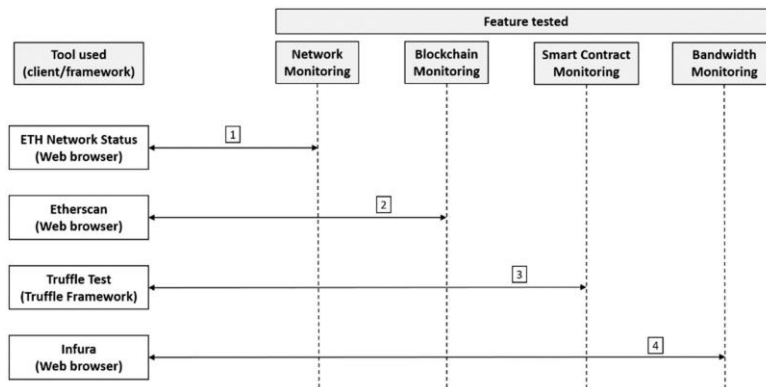 Feature tested
Tool used
(client/framework)
Network
Monitoring
Blockchain
Monitoring
Smart Contract
Monitoring
Bandwidth
Monitoring
ETH Network Status
(Web browser)
1
Etherscan
(Web browser)
2
Truffle Test
(Truffle Framework)
3
Infura
(Web browser)
4